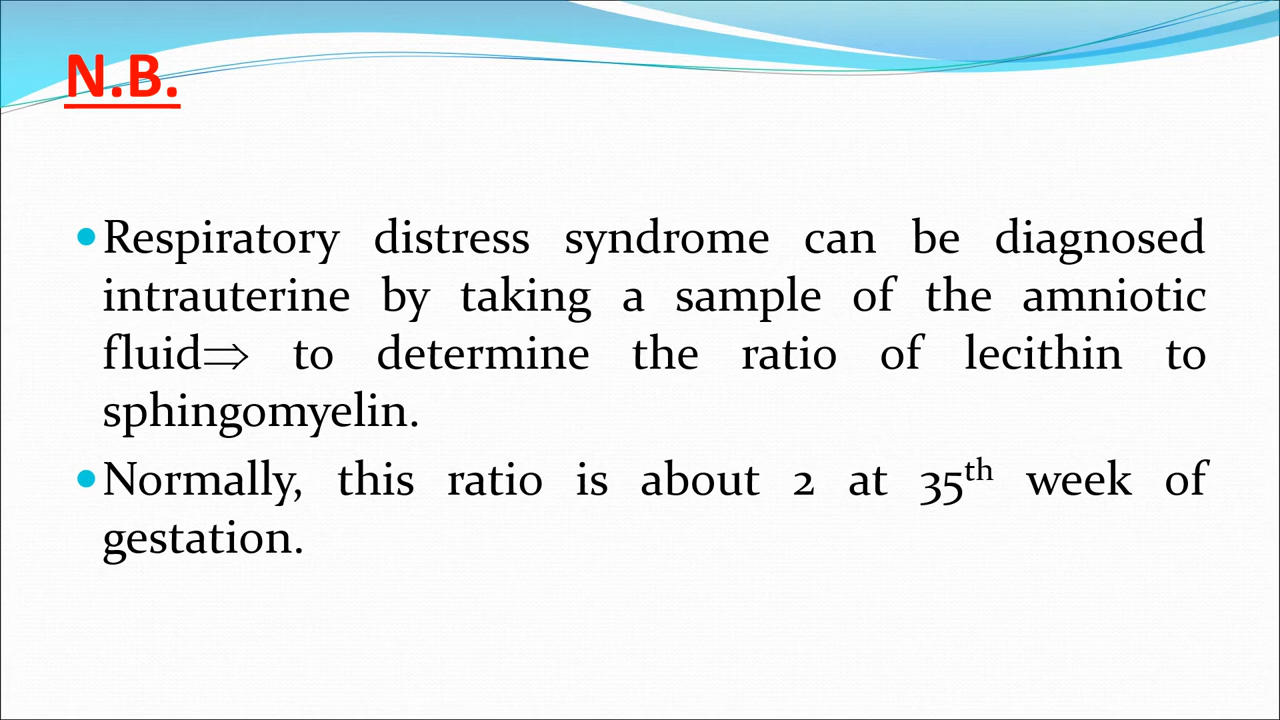 N.B.
•Respiratory distress syndrome can be diagnosed
intrauterine by taking a sample of the amniotic
fluid⇒ to determine the ratio of lecithin to
sphingomyelin.
•Normally, this ratio is about 2 at 35th week of
gestation.